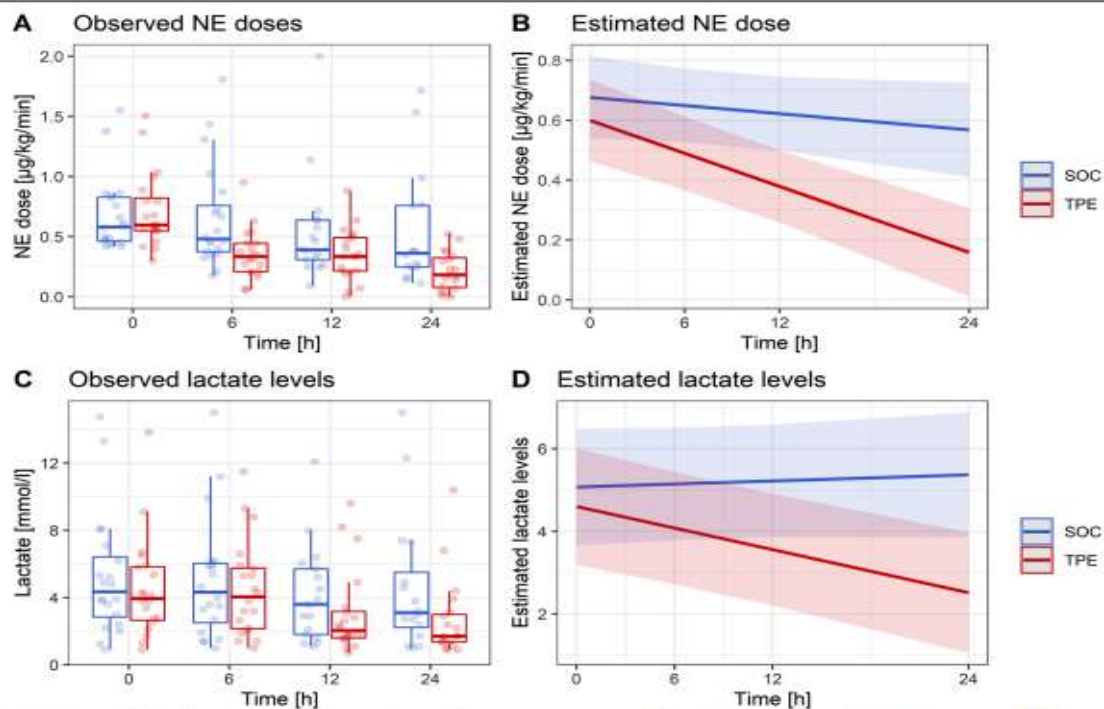 A Observed NE doses
NE dose [µg/kg/min]
2.0
1.5
1.0
0.5
0.0
0 6 12 24
Time [h]
B Estimated NE dose
Estimated NE dose [µg/kg/min]
0.8
0.6
0.4
0.2
0.0
0 6 12 24
Time [h]
SOC
TPE
C Observed lactate levels
Lactate [mmol/l]
12
8
4
0
0 6 12 24
Time [h]
D Estimated lactate levels
Estimated lactate levels
6
4
2
0 6 12 24
Time [h]
SOC
TPE